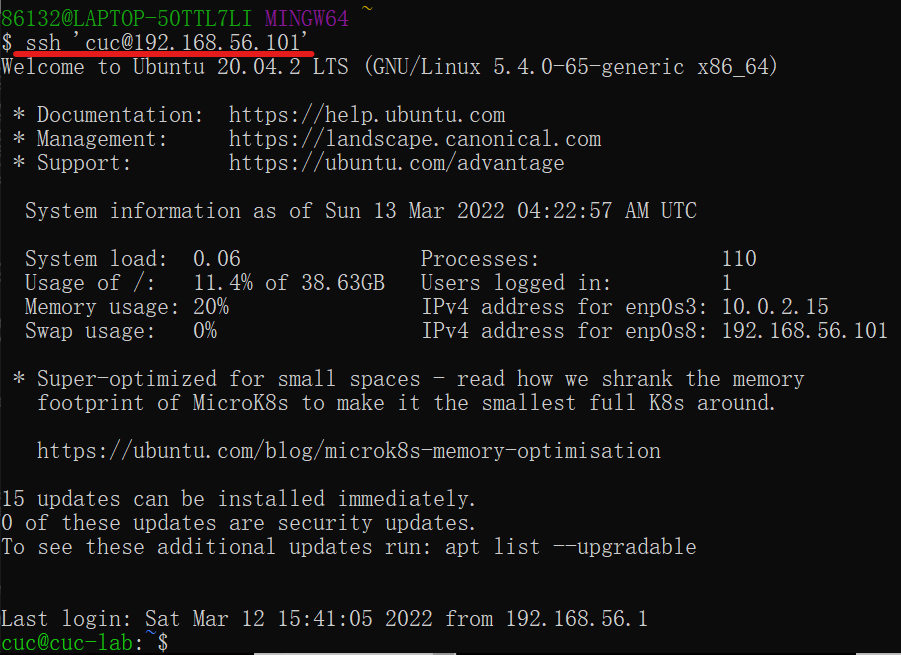 86132@LAPTOP-50TTL7LI MINGW64 ~
$ ssh 'cuc@192.168.56.101'
Welcome to Ubuntu 20.04.2 LTS (GNU/Linux 5.4.0-65-generic x86_64)
* Documentation: https://help.ubuntu.com
* Management: https://landscape.canonical.com
* Support: https://ubuntu.com/advantage
System information as of Sun 13 Mar 2022 04:22:57 AM UTC
System load: 0.06 Processes: 110
Usage of /: 11.4% of 38.63GB Users logged in: 1
Memory usage: 20% IPv4 address for enp0s3: 10.0.2.15
Swap usage: 0% IPv4 address for enp0s8: 192.168.56.101
* Super-optimized for small spaces - read how we shrank the memory
footprint of MicroK8s to make it the smallest full K8s around.
https://ubuntu.com/blog/microk8s-memory-optimisation
15 updates can be installed immediately.
0 of these updates are security updates.
To see these additional updates run: apt list --upgradable
Last login: Sat Mar 12 15:41:05 2022 from 192.168.56.1
cuc@cuc-lab:~$